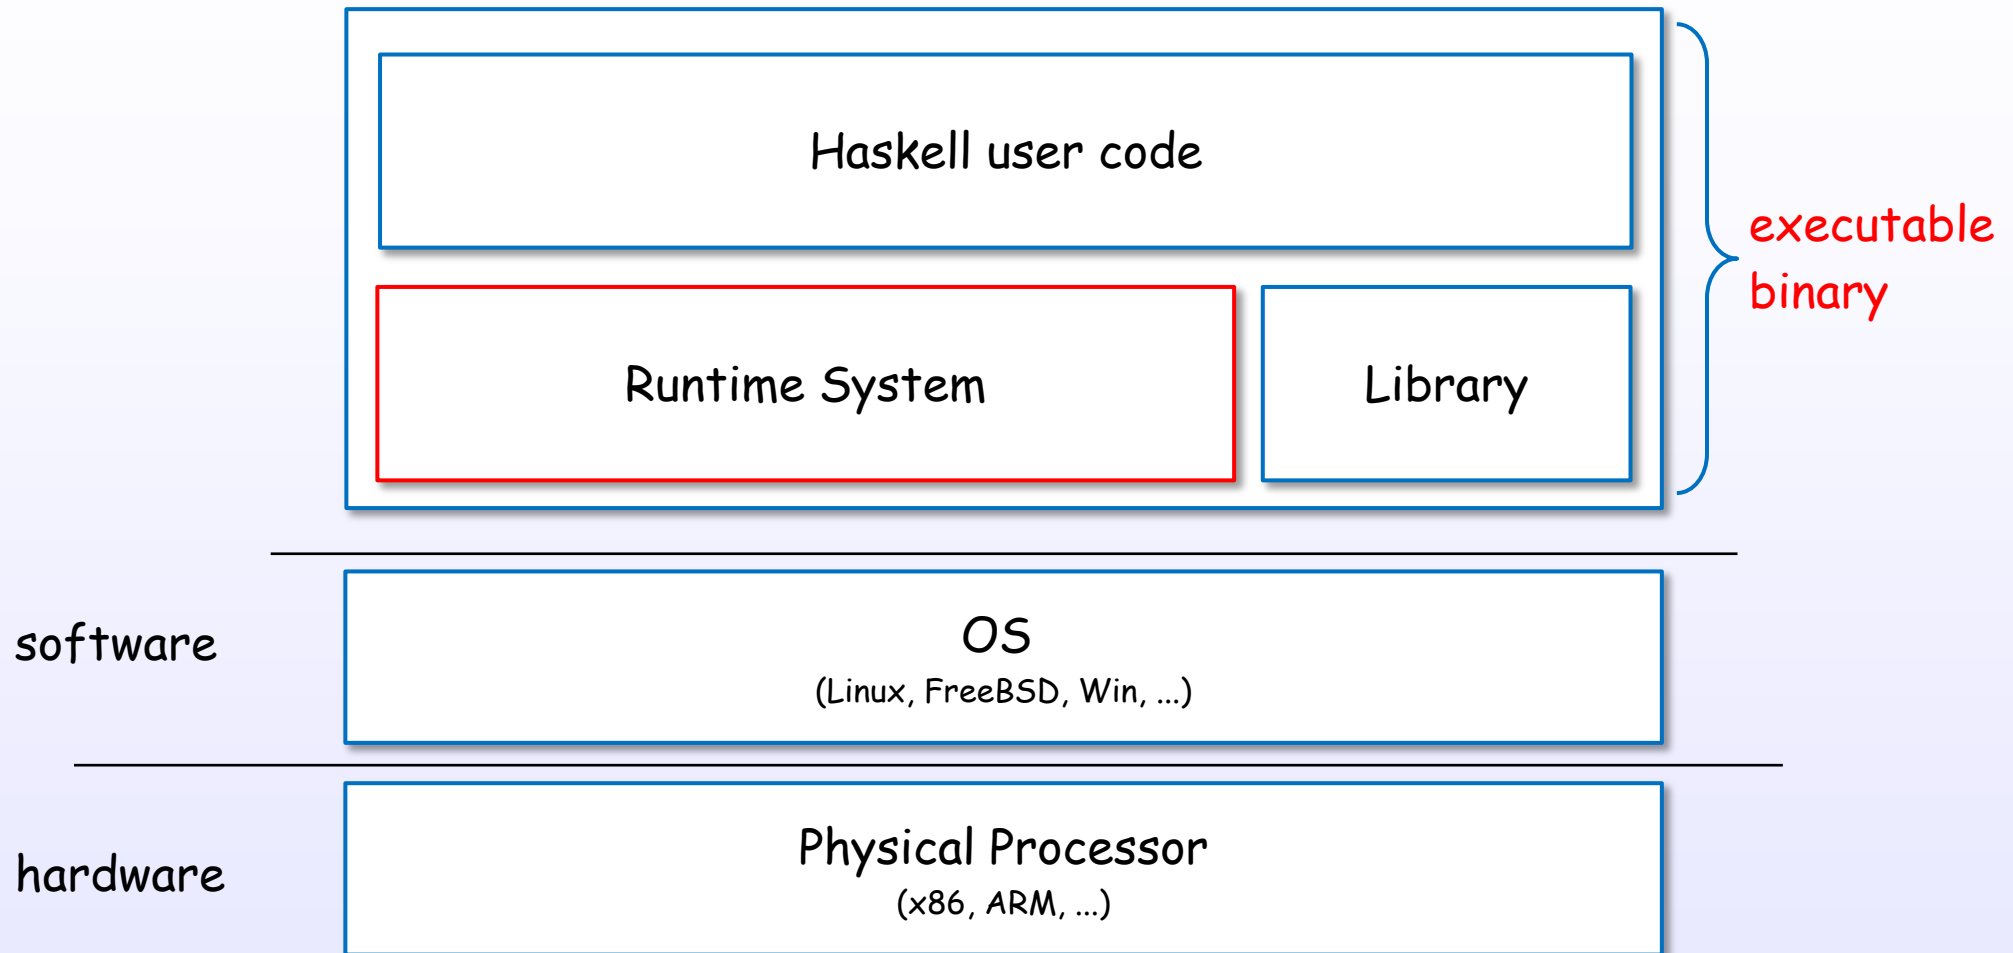 Haskell user code
executable
binary
Runtime System
Library
software
OS
(Linux, FreeBSD, Win, ...)
hardware
Physical Processor
(x86, ARM, ...)